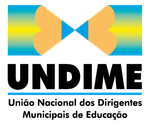 UNDIME
União Nacional dos Dirigentes
Municipais de Educação